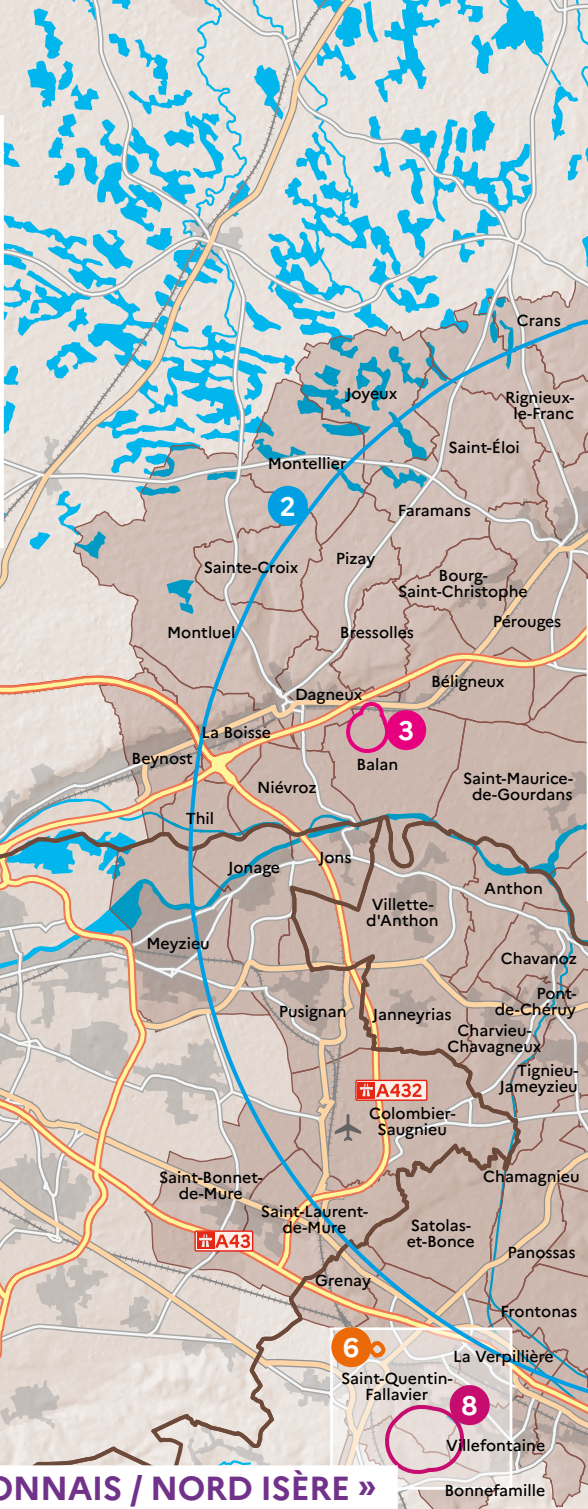 Crans
Joyeux
Rignieux-
le-Franc
Saint-Éloi
Montellier
2
Faramans
Sainte-Croix
Pizay
Bourg-
Saint-Christophe
Pérouges
Montluel
Bressolles
Béligneux
Dagneux
3
La Boisse
Beynost
Balan
Niévroz
Saint-Maurice-
de-Gourdans
Thil
Jons
Jonage
Anthon
Villette-
d'Anthon
Meyzieu
Chavanoz
Pont-
de-Chéruy
Pusignan
Janneyrias
Charvieu-
Chavagneux
Tignieu-
Jameyzieu
A432
Colombier-
Saugnieu
Saint-Bonnet-
de-Mure
Chamagnieu
Saint-Laurent-
de-Mure
Satolas-
et-Bonce
A43
Panossas
Grenay
Frontonas
6
La Verpillière
Saint-Quentin-
Fallavier
8
Villefontaine
ONNAIS / NORD ISÈRE »
Bonnefamille